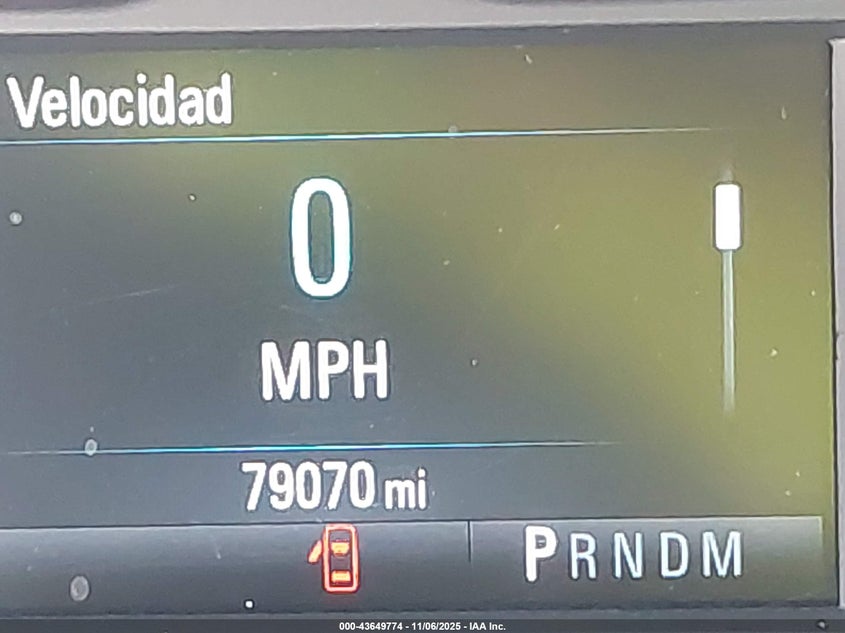 Velocidad
0
MPH
79070 mi
PRNDM
000-43649774 - 11/06/2025 - IAA Inc.